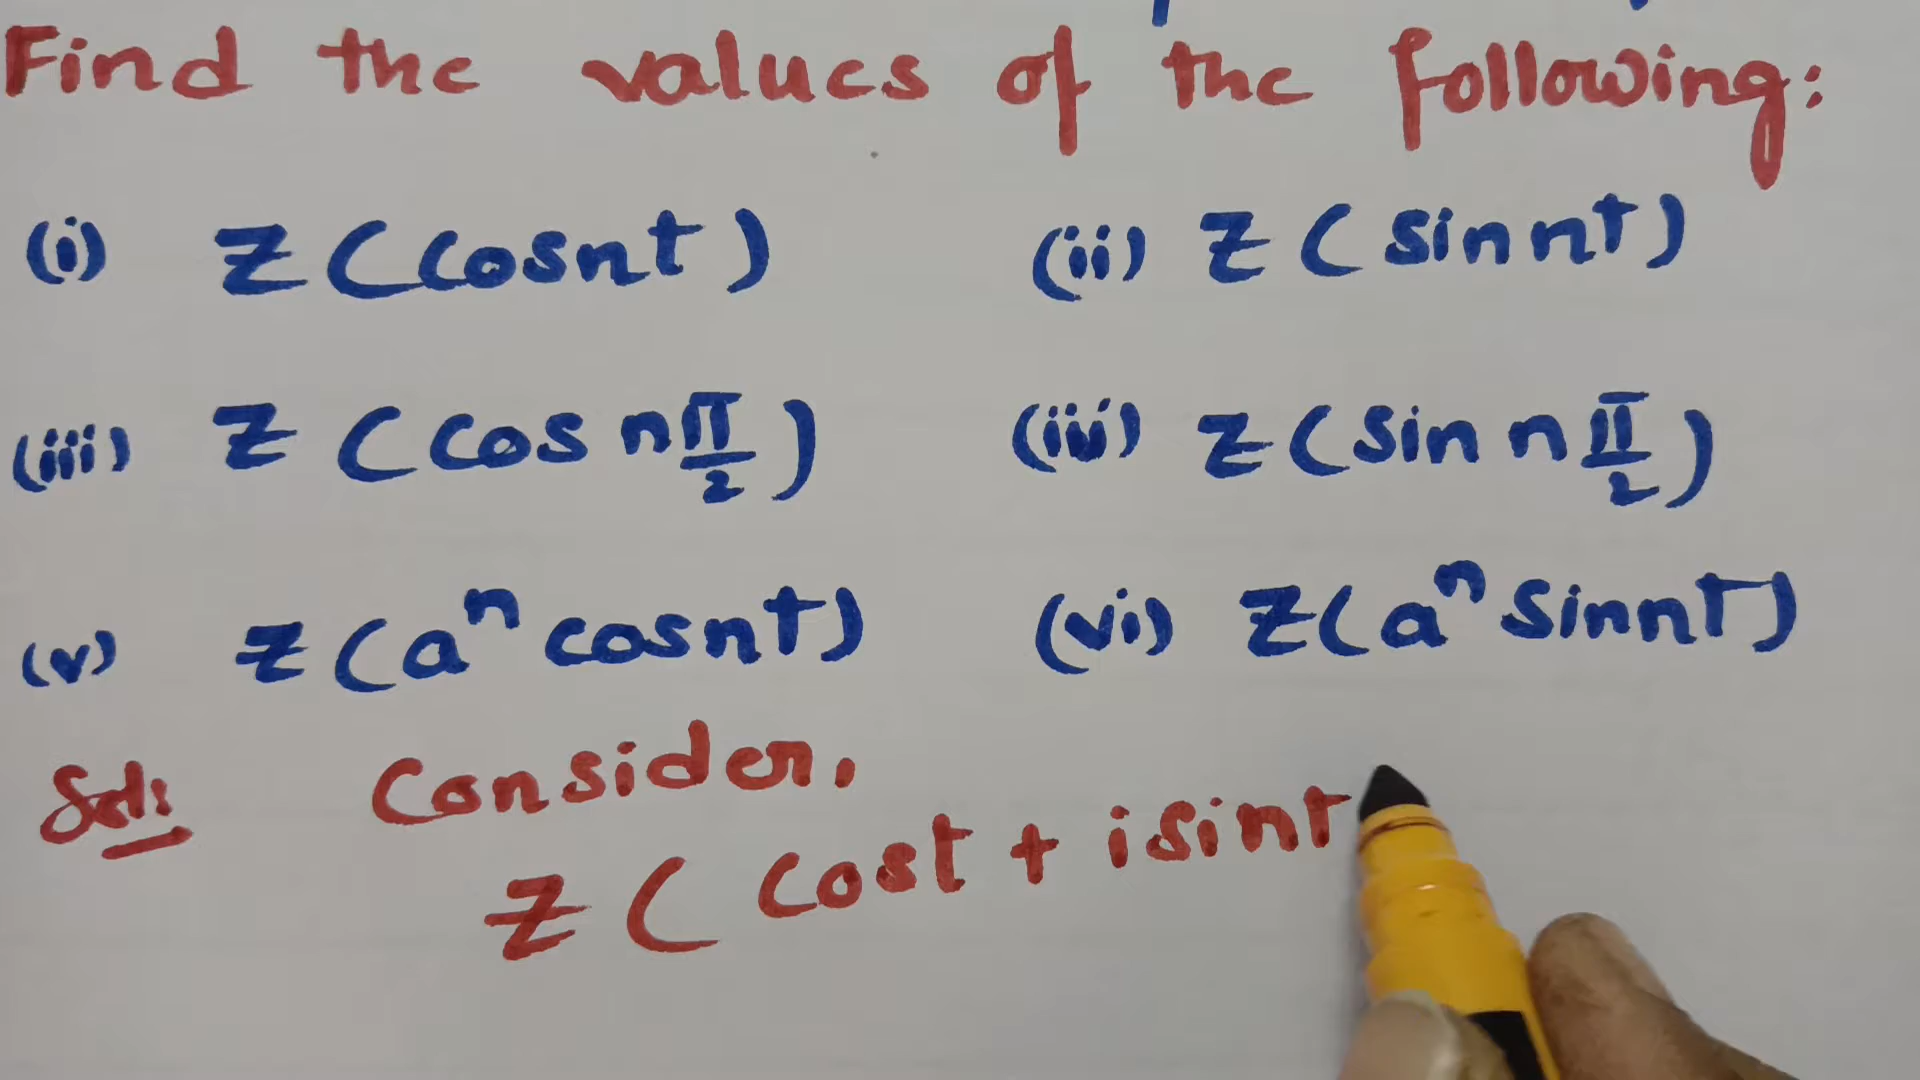 Find the values of the following:
(i) Z(cosnt) (ii) Z(sinnt)
(iii) Z(cos nπ/2) (iv) Z(sin nπ/2)
(v) Z(aⁿ cosnt) (vi) Z(aⁿ sinnt)
Sol: Consider,
Z( cost + isint